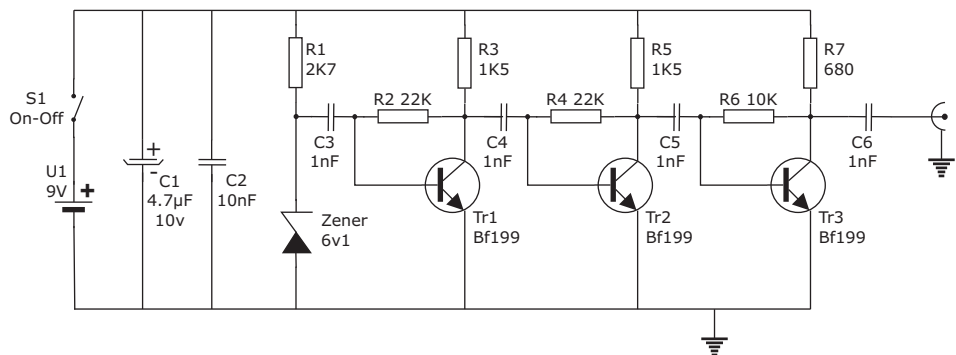 S1
On-Off
U1
9V
+
+
-
C1
4.7µF
10v
C2
10nF
R1
2K7
Zener
6v1
C3
1nF
R2 22K
R3
1K5
Tr1
Bf199
C4
1nF
R4 22K
R5
1K5
Tr2
Bf199
C5
1nF
R6 10K
R7
680
Tr3
Bf199
C6
1nF